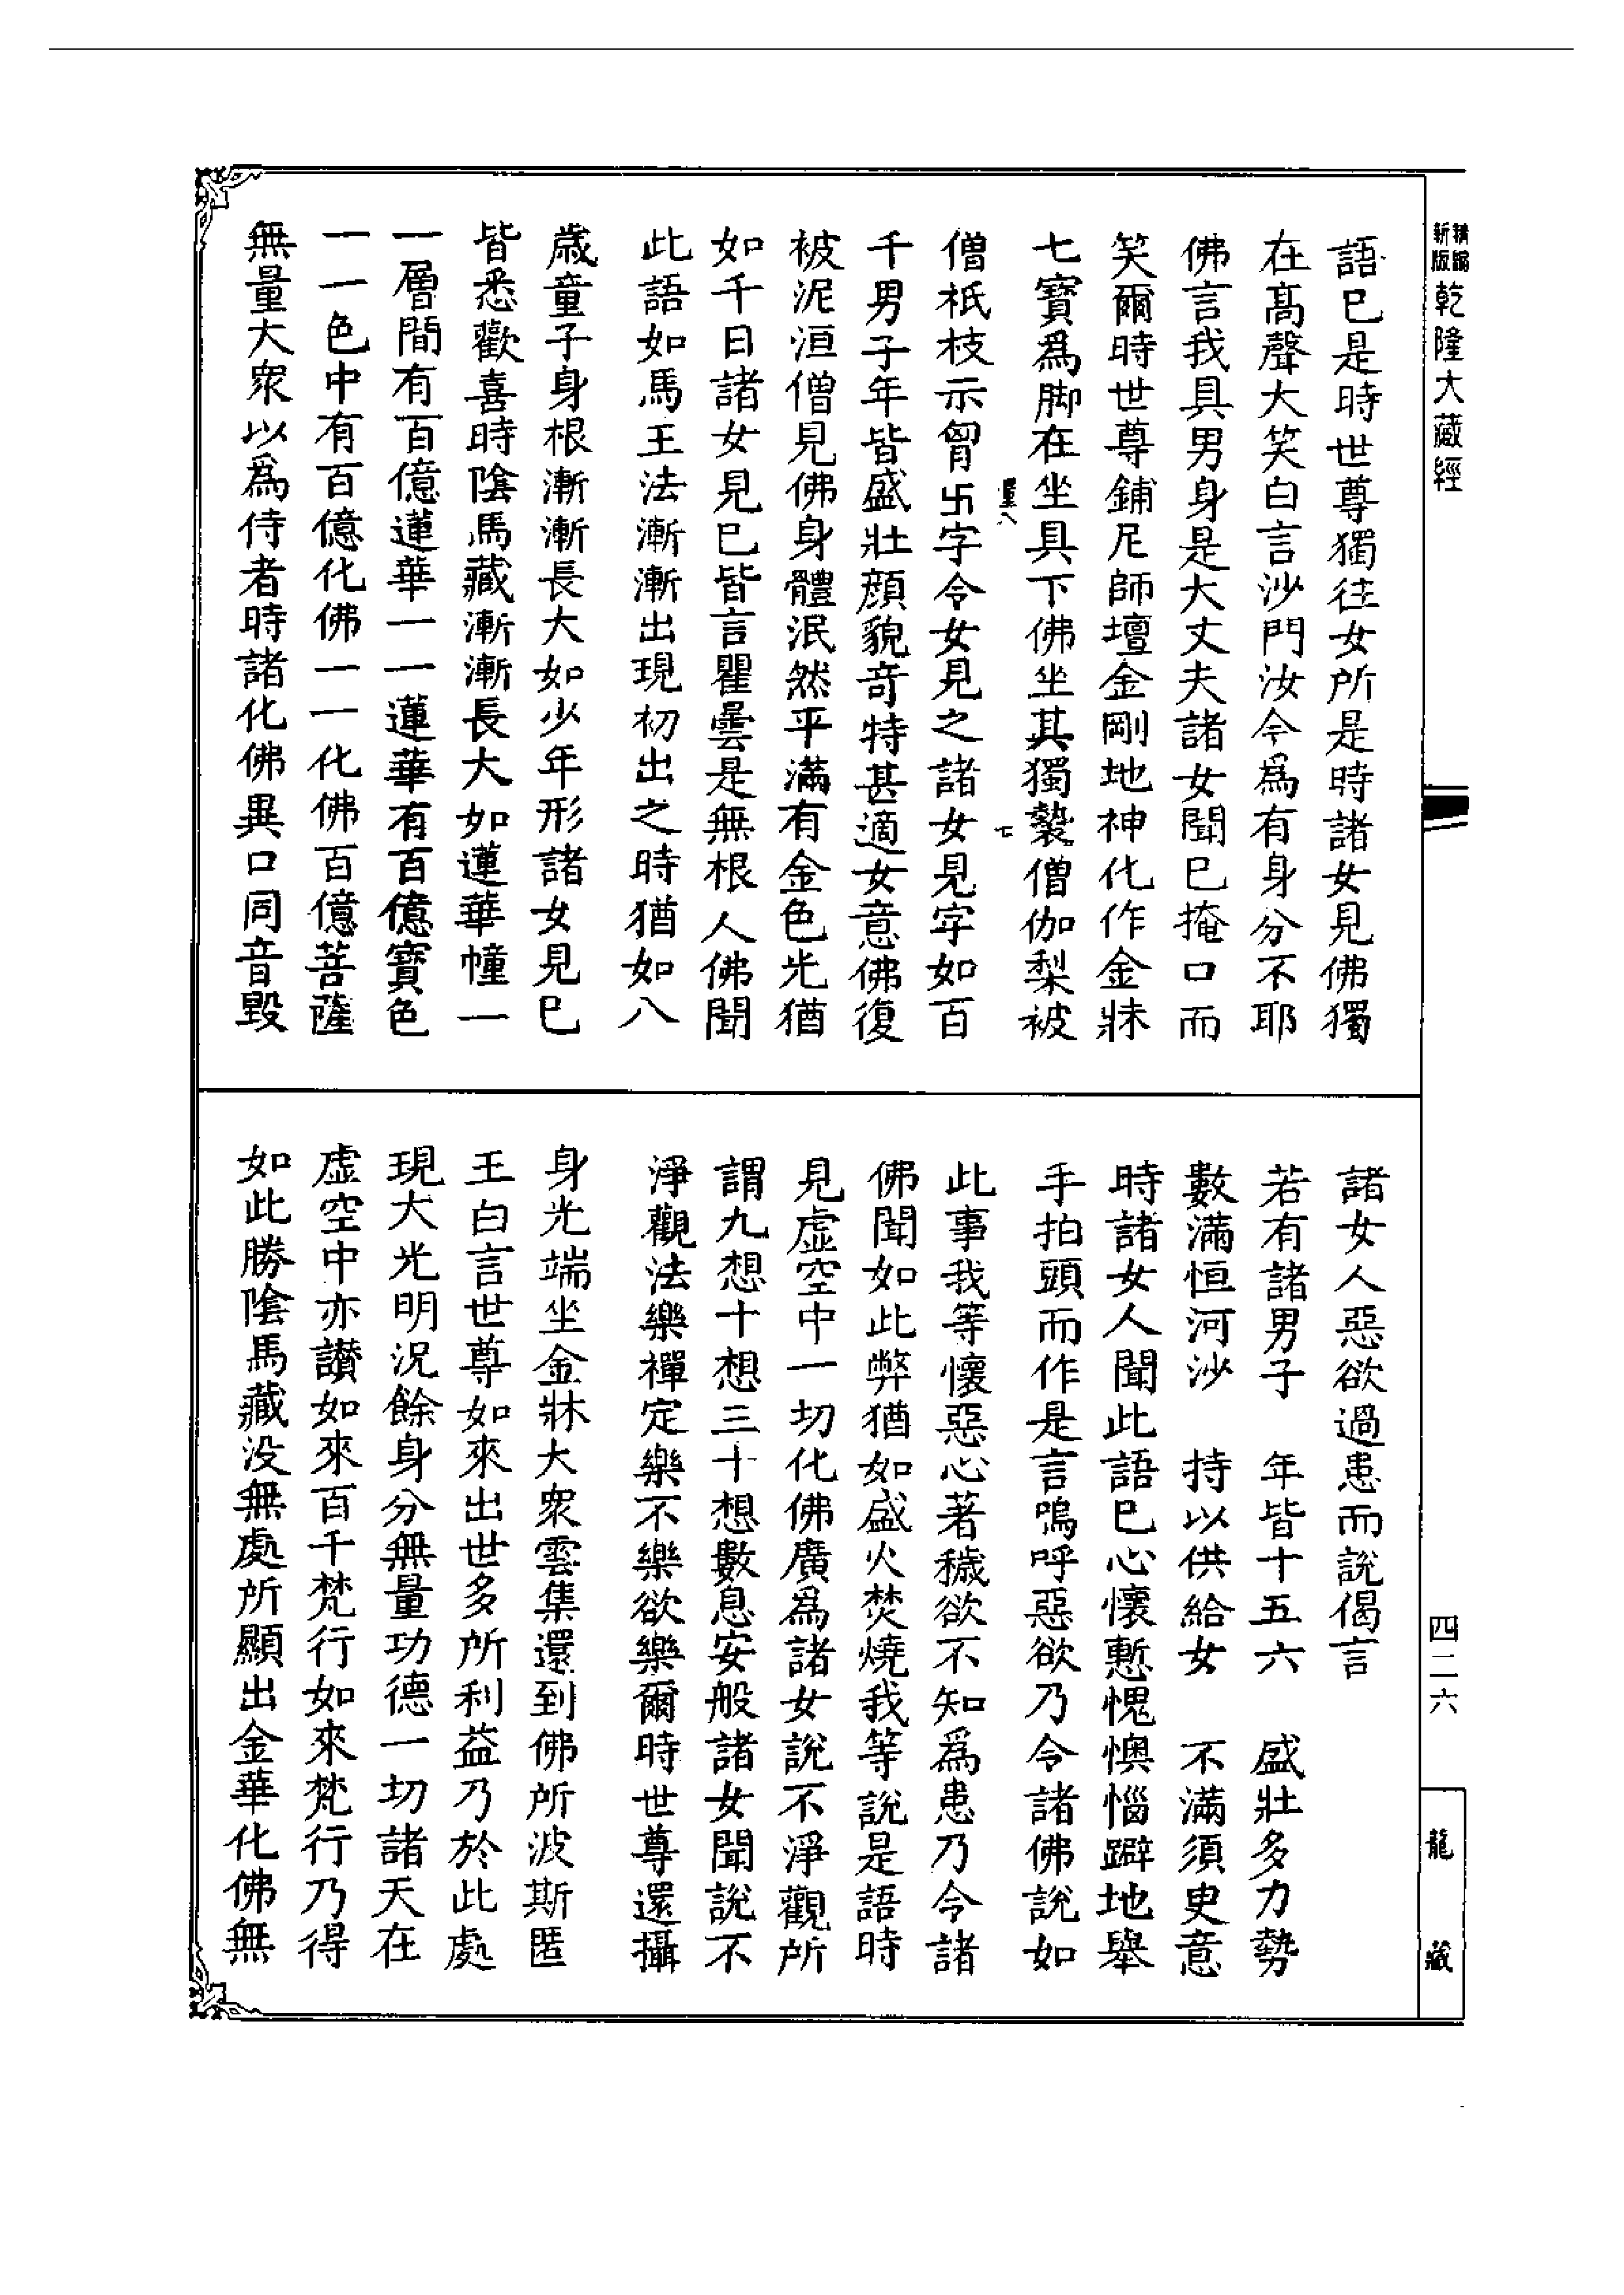 新版精縮乾隆大藏經
語已是時世尊獨往女所是時諸女見佛獨
在高聲大笑白言沙門汝今爲有身分不耶
佛言我具男身是大丈夫諸女聞已掩口而
笑爾時世尊鋪尼師壇金剛地神化作金牀
七寶爲脚在坐具下佛坐其獨褺僧伽梨被
僧祇枝示胷卐字令女見之諸女見字如百
千男子年皆盛壯顏貌奇特甚適女意佛復
被泥洹僧見佛身體泯然平滿有金色光猶
如千日諸女見已皆言瞿曇是無根人佛聞
此語如馬王法漸漸出現初出之時猶如八
歲童子身根漸漸長大如少年形諸女見已
皆悉歡喜時陰馬藏漸漸長大如蓮華幢一
一層間有百億蓮華一一蓮華有百億寶色
一一色中有百億化佛一一化佛百億菩薩
無量大眾以爲侍者時諸化佛異口同音毀
諸女人惡欲過患而說偈言
若有諸男子 年皆十五六 盛壯多力勢
數滿恒河沙 持以供給女 不滿須臾意
時諸女人聞此語已心懷慙愧懊惱躃地舉
手拍頭而作是言嗚呼惡欲乃令諸佛說如
此事我等懷惡心著穢欲不知爲患乃令諸
佛聞如此弊猶如盛火焚燒我等說是語時
見虛空中一切化佛廣爲諸女說不淨觀所
謂九想十想三十想數息安般諸女聞說不
淨觀法樂禪定樂不樂欲樂爾時世尊還攝
身光端坐金牀大眾雲集還到佛所波斯匿
王白言世尊如來出世多所利益乃於此處
現大光明況餘身分無量功德一切諸天在
虛空中亦讚如來百千梵行如來梵行乃得
如此勝陰馬藏沒無處所顯出金華化佛無
四二六
龍藏